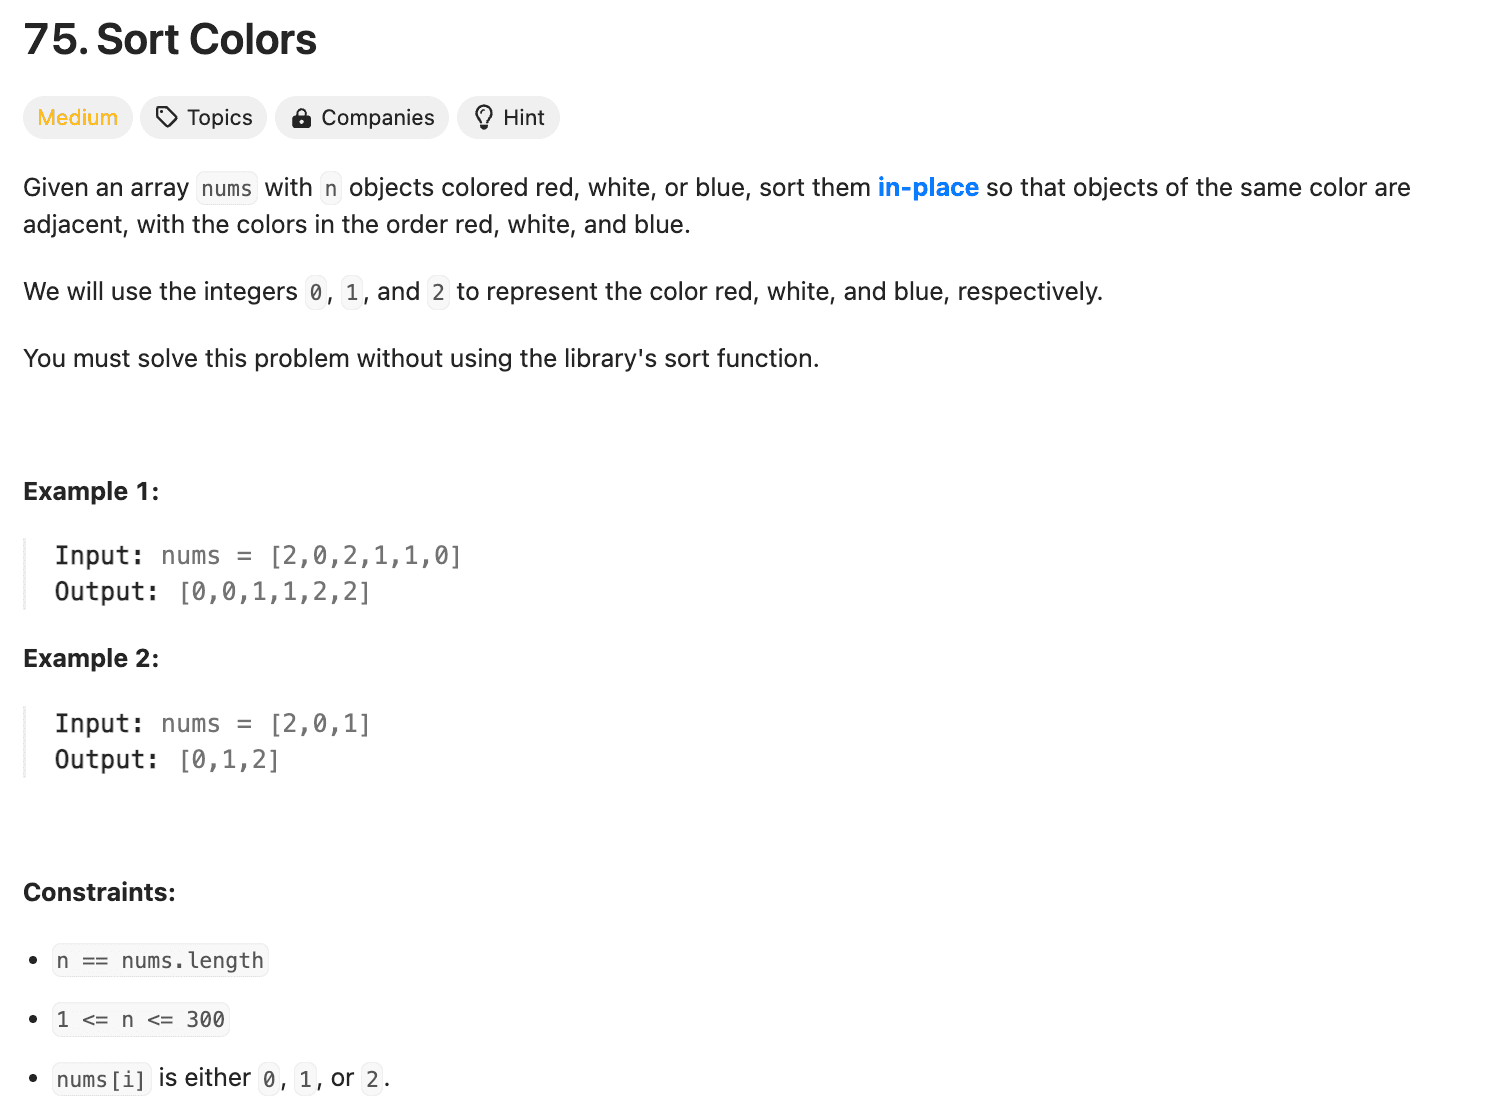 75. Sort Colors
Medium Topics Companies Hint
Given an array nums with n objects colored red, white, or blue, sort them in-place so that objects of the same color are
adjacent, with the colors in the order red, white, and blue.
We will use the integers 0, 1, and 2 to represent the color red, white, and blue, respectively.
You must solve this problem without using the library's sort function.
Example 1:
Input: nums = [2,0,2,1,1,0]
Output: [0,0,1,1,2,2]
Example 2:
Input: nums = [2,0,1]
Output: [0,1,2]
Constraints:
• n == nums.length
• 1 <= n <= 300
• nums[i] is either 0, 1, or 2.